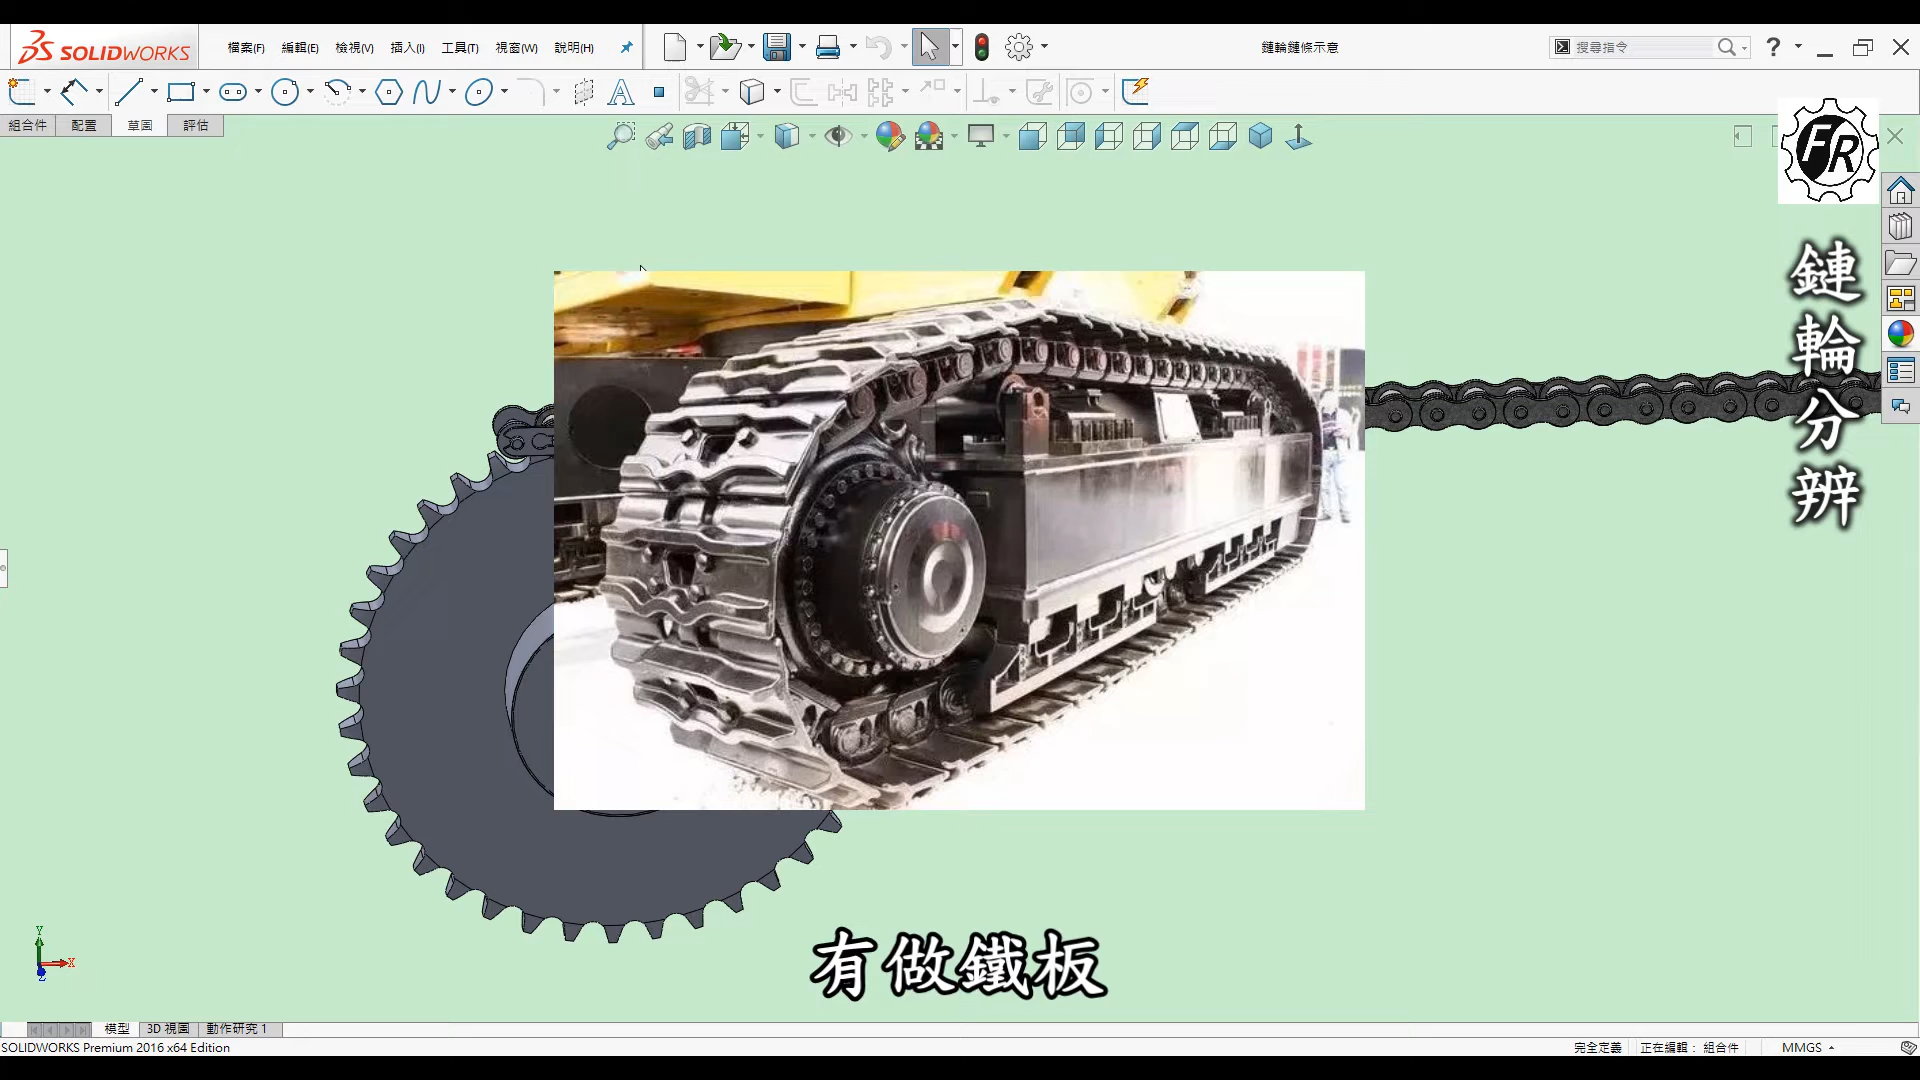 SOLIDWORKS
檔案(F) 編輯(E) 檢視(V) 插入(I) 工具(T) 視窗(W) 說明(H)
鏈輪鏈條示意
搜尋指令
組合件 配置 草圖 評估
FR
鏈輪分辨
有做鐵板
Y
X
Z
模型 3D 視圖 動作研究 1
SOLIDWORKS Premium 2016 x64 Edition
完全定義 正在編輯： 組合件 MMGS